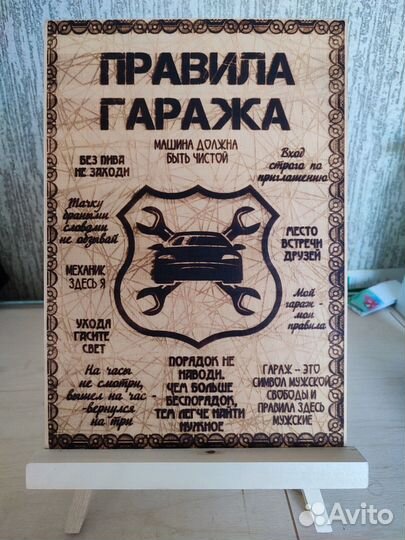 ПРАВИЛА
ГАРАЖА
МАШИНА ДОЛЖНА
БЫТЬ ЧИСТОЙ
БЕЗ ПИВА
НЕ ЗАХОДИ
Вход
строго по
приглашению
Тачку
бранными
словами
не обзывай
МЕСТО
ВСТРЕЧИ
ДРУЗЕЙ
МЕХАНИК
ЗДЕСЬ Я
Мой
гараж -
мои
правила
УХОДЯ
ГАСИТЕ
СВЕТ
На часы
не смотри,
вышел на час -
-вернулся
на три
ПОРЯДОК НЕ
НАВОДИ.
ЧЕМ БОЛЬШЕ
БЕСПОРЯДОК,
ТЕМ ЛЕГЧЕ НАЙТИ
НУЖНОЕ
ГАРАЖ - ЭТО
СИМВОЛ МУЖСКОЙ
СВОБОДЫ И
ПРАВИЛА ЗДЕСЬ
МУЖСКИЕ
Avito